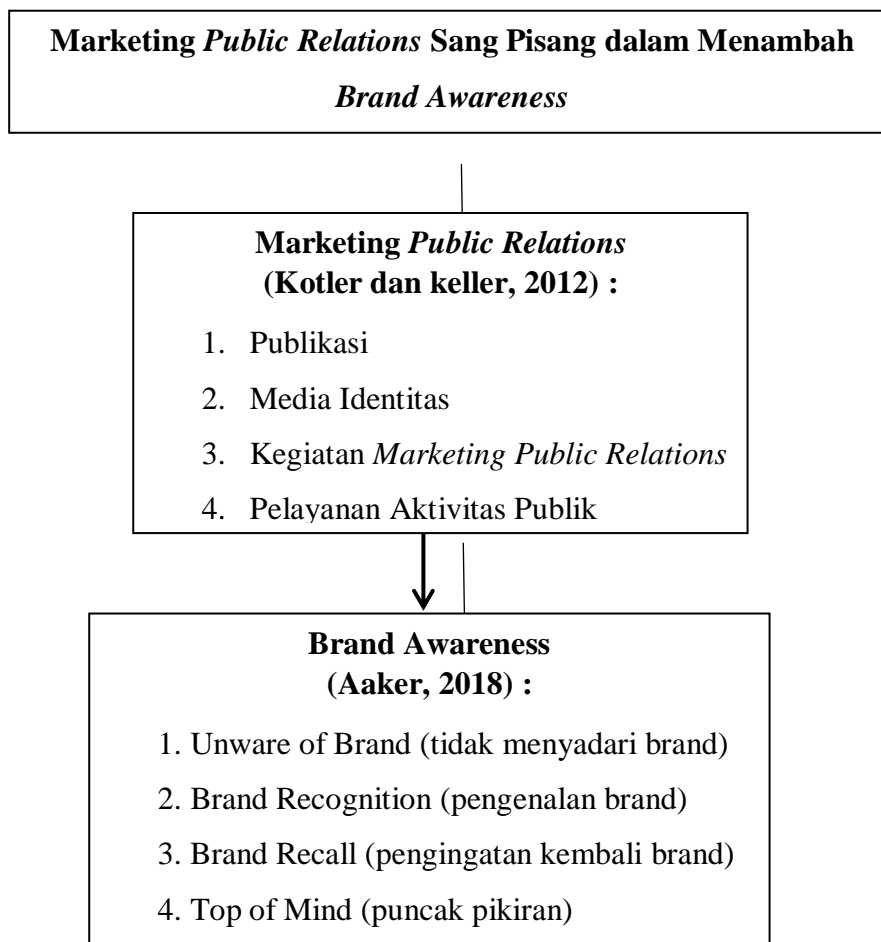 Marketing Public Relations Sang Pisang dalam Menambah
Brand Awareness
Marketing Public Relations
(Kotler dan keller, 2012) :
1. Publikasi
2. Media Identitas
3. Kegiatan Marketing Public Relations
4. Pelayanan Aktivitas Publik
Brand Awareness
(Aaker, 2018) :
1. Unware of Brand (tidak menyadari brand)
2. Brand Recognition (pengenalan brand)
3. Brand Recall (pengingatan kembali brand)
4. Top of Mind (puncak pikiran)